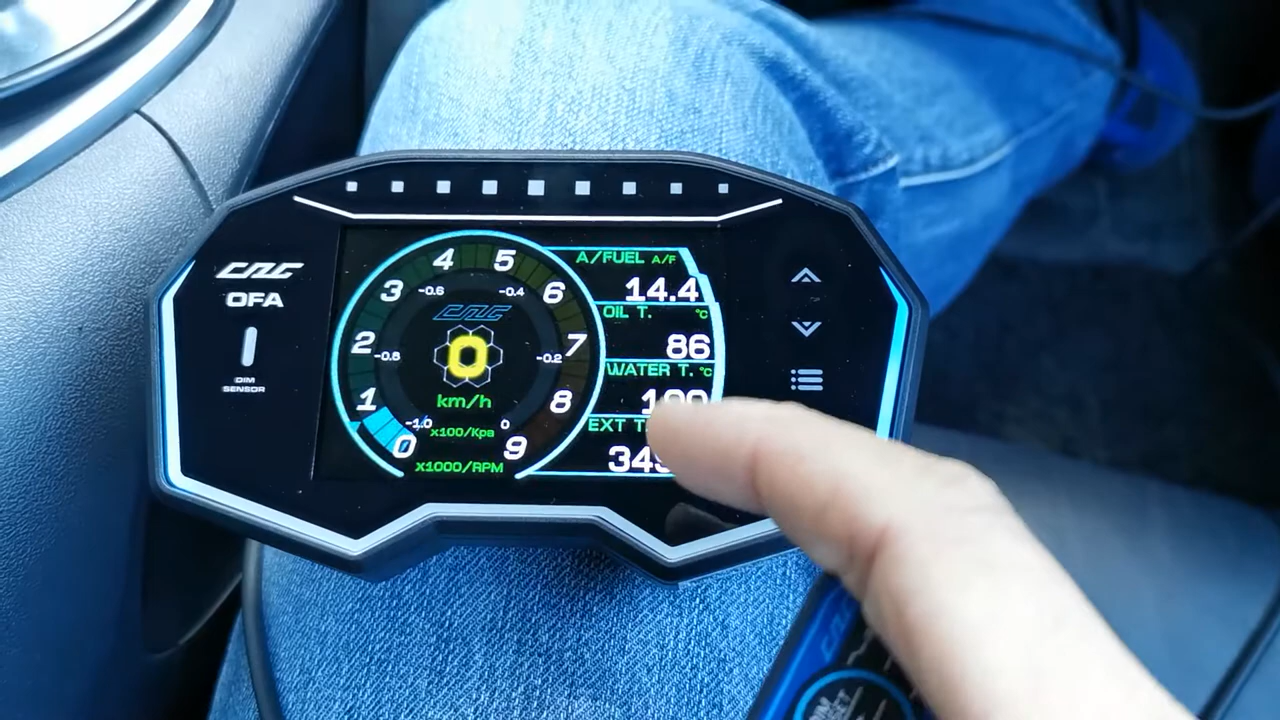 OFA
DIM
SENSOR
4 5
3 -0.6 -0.4 6
2 -0.8 0 -0.2 7
km/h
1 -1.0 0 8
x100/Kpa
0 9
x1000/RPM
A/FUEL A/F
14.4
OIL T. °C
86
WATER T. °C
EXT